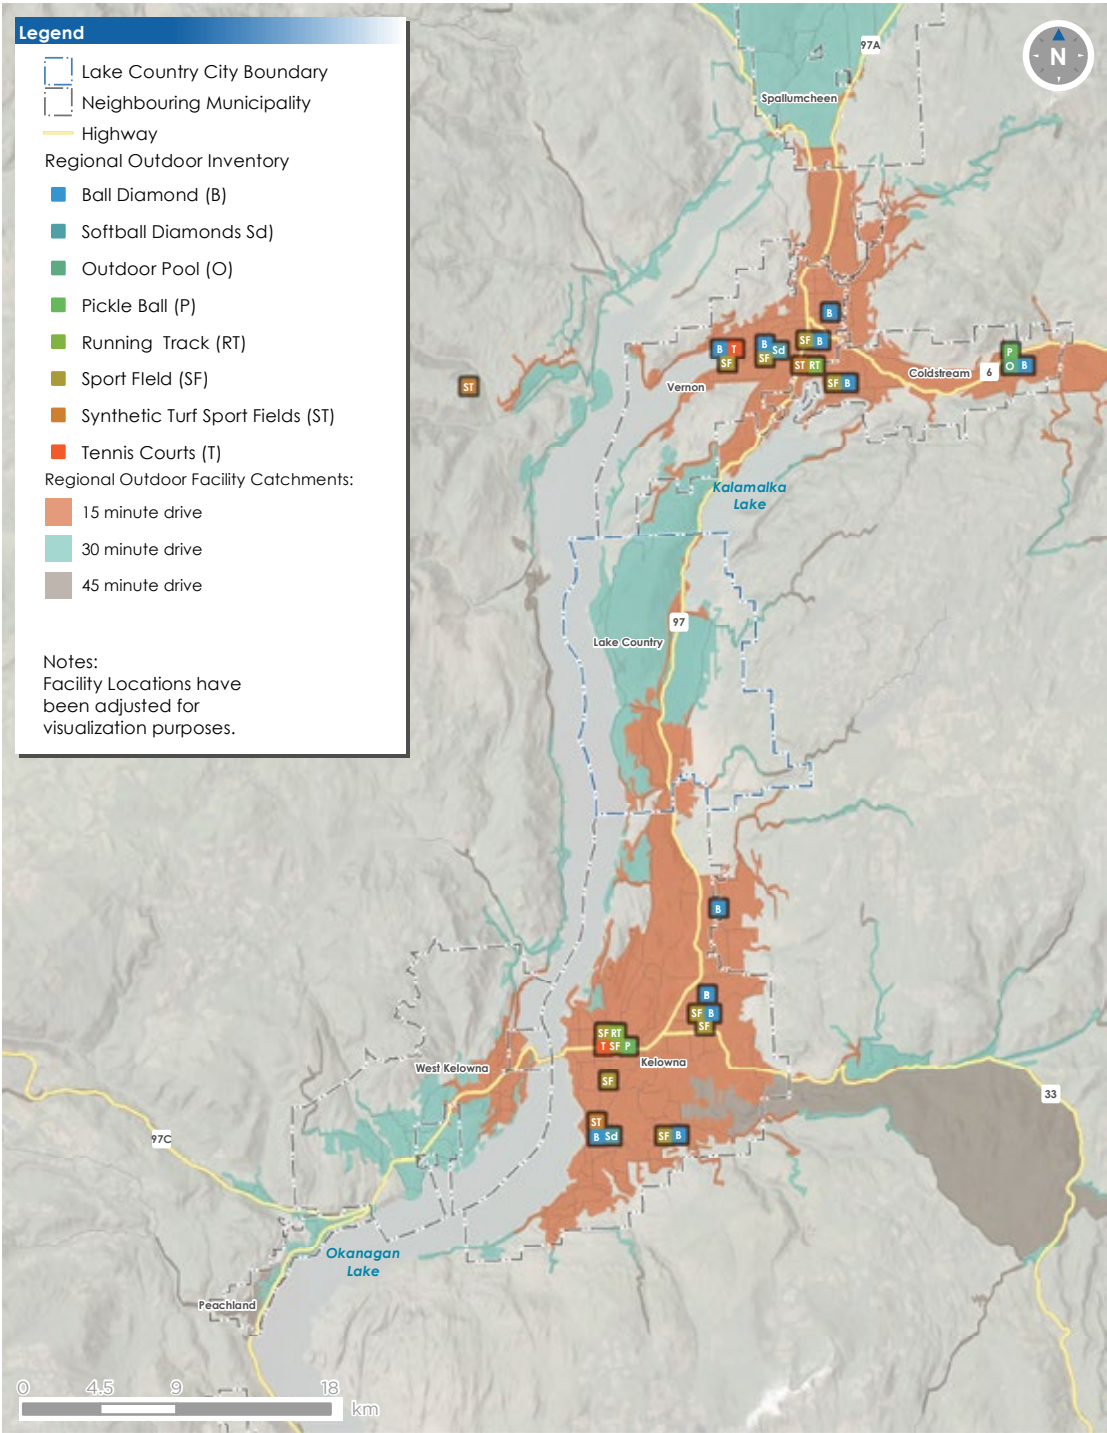 Legend
Lake Country City Boundary
Neighbouring Municipality
Highway
Regional Outdoor Inventory
Ball Diamond (B)
Softball Diamonds Sd)
Outdoor Pool (O)
Pickle Ball (P)
Running Track (RT)
Sport FIeld (SF)
Synthetic Turf Sport Fields (ST)
Tennis Courts (T)
Regional Outdoor Facility Catchments:
15 minute drive
30 minute drive
45 minute drive
Notes:
Facility Locations have
been adjusted for
visualization purposes.
N
97A
Spallumcheen
B
SF B
B T
SF
B Sd
SF
ST RT
SF B
P
O B
6
Coldstream
Vernon
ST
Kalamalka
Lake
97
Lake Country
B
B
SF B
SF
SF RT
T SF P
Kelowna
West Kelowna
SF
33
ST
B Sd
SF B
97C
Okanagan
Lake
Peachland
0 4.5 9 18
km